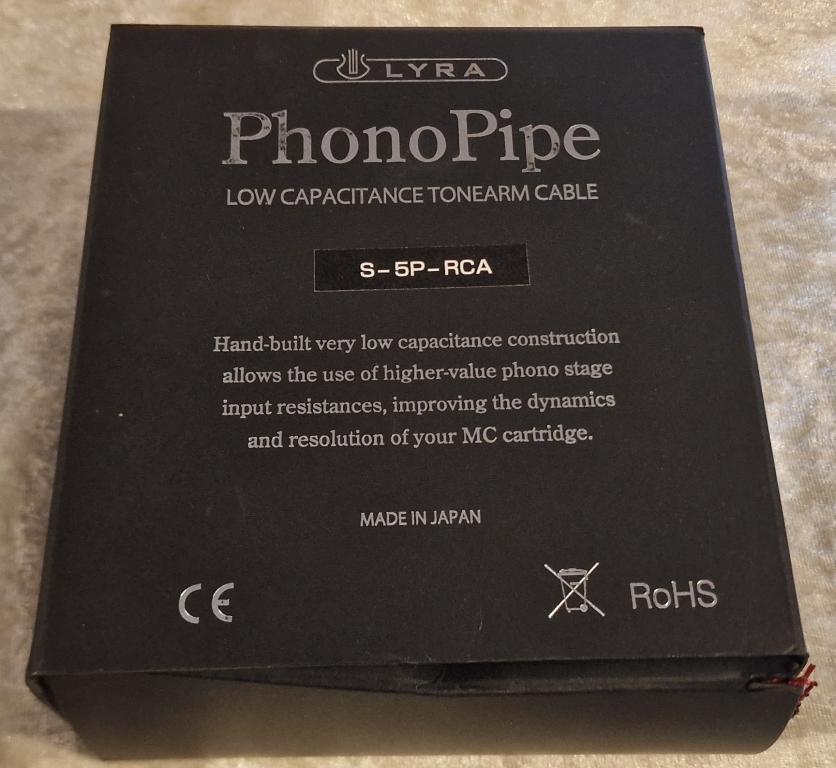 LYRA
PhonoPipe
LOW CAPACITANCE TONEARM CABLE
S-5P-RCA
Hand-built very low capacitance construction
allows the use of higher-value phono stage
input resistances, improving the dynamics
and resolution of your MC cartridge.
MADE IN JAPAN
CE RoHS